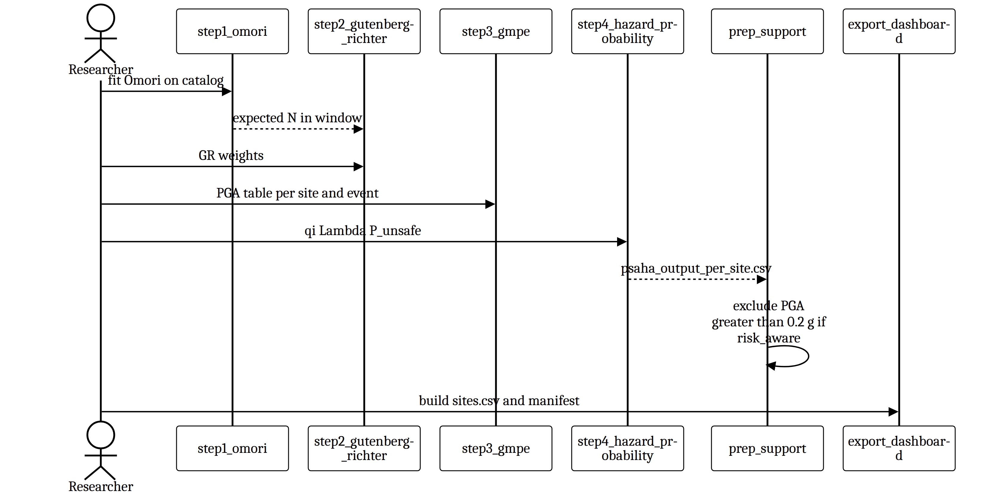 Researcher
step1_omori
step2_gutenberg-
_richter
step3_gmpe
step4_hazard_pr-
obability
prep_support
export_dashboar-
d
fit Omori on catalog
expected N in window
GR weights
PGA table per site and event
qi Lambda P_unsafe
psaha_output_per_site.csv
exclude PGA
greater than 0.2 g if
risk_aware
build sites.csv and manifest
Researcher
step1_omori
step2_gutenberg-
_richter
step3_gmpe
step4_hazard_pr-
obability
prep_support
export_dashboar-
d